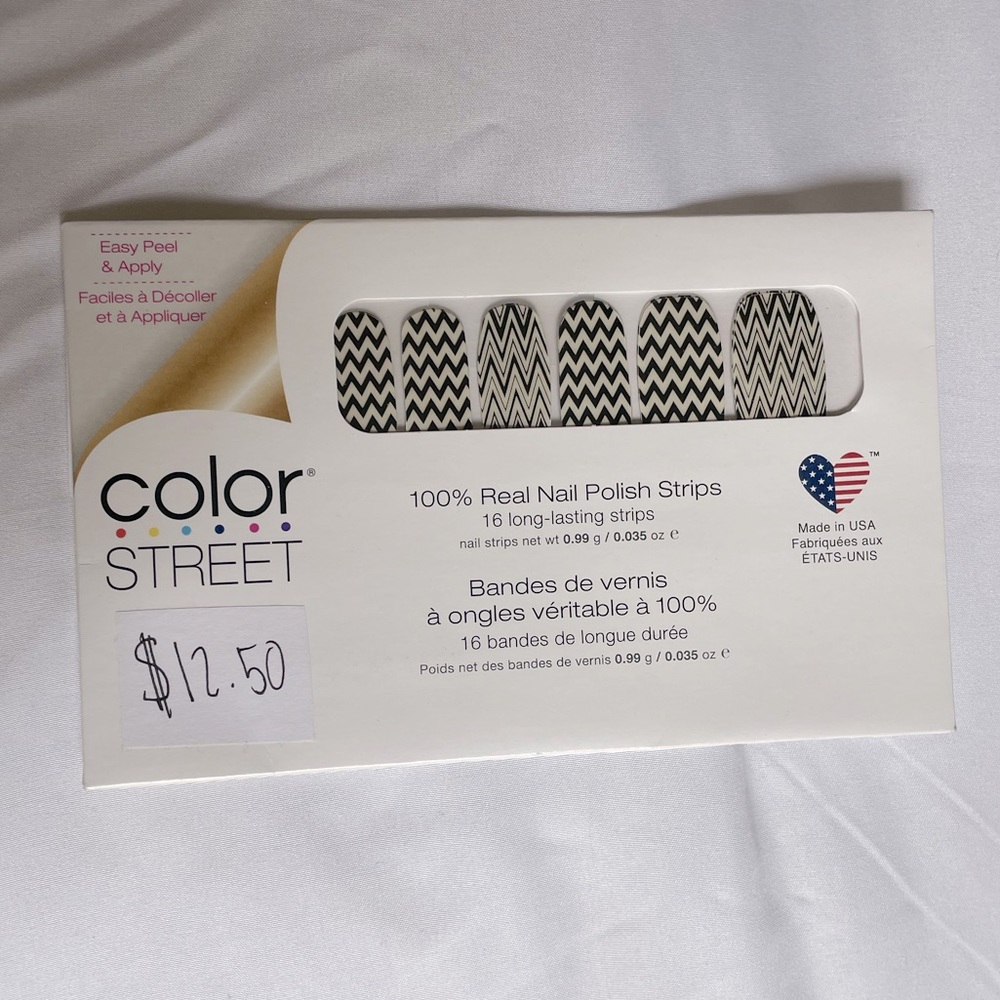 Easy Peel
& Apply
Faciles à Décoller
et à Appliquer
color®
STREET
$12.50
100% Real Nail Polish Strips
16 long-lasting strips
nail strips net wt 0.99 g / 0.035 oz ℮
Bandes de vernis
à ongles véritable à 100%
16 bandes de longue durée
Poids net des bandes de vernis 0.99 g / 0.035 oz ℮
™
Made in USA
Fabriquées aux
ÉTATS-UNIS